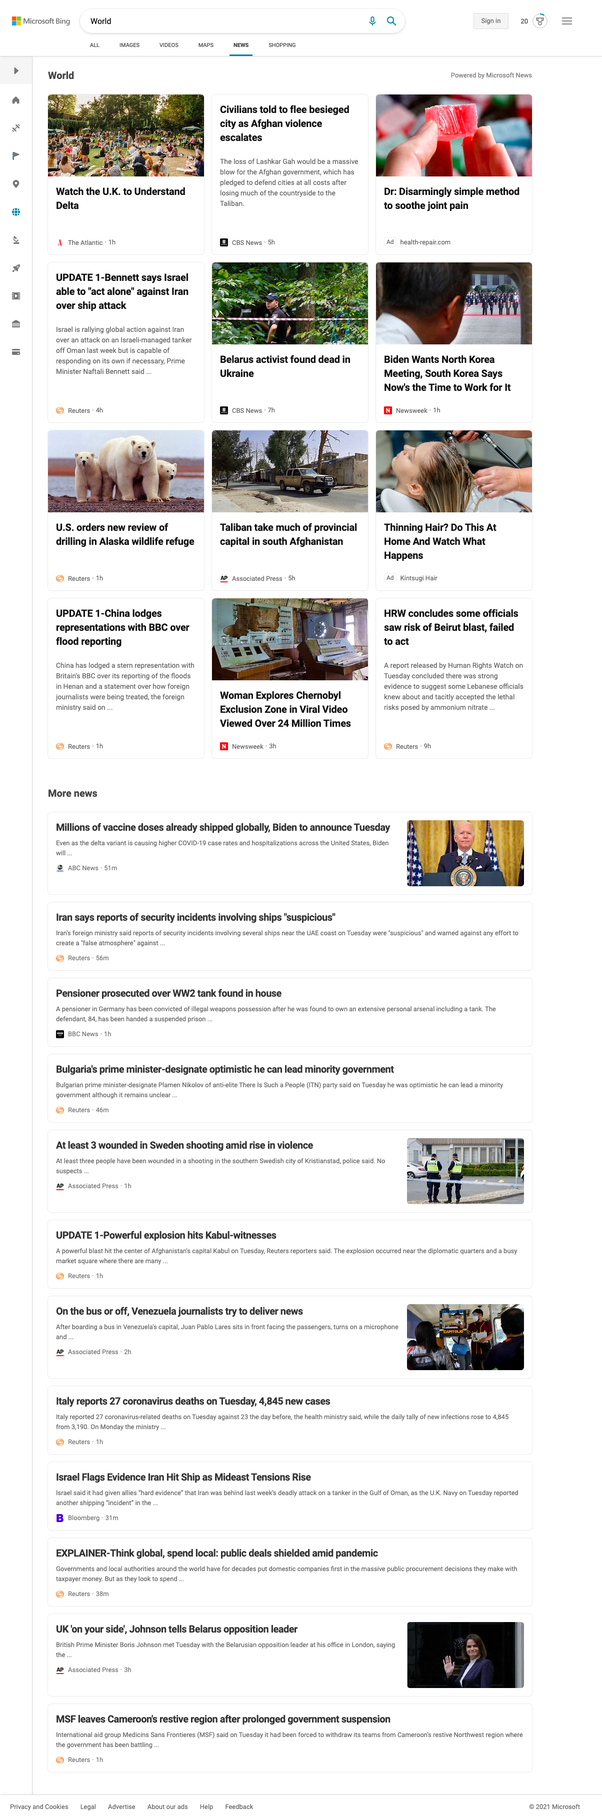 Microsoft Bing
World
Sign in
20
ALL
IMAGES
VIDEOS
MAPS
NEWS
SHOPPING
World
Powered by Microsoft News
Watch the U.K. to Understand
Delta
The Atlantic · 1h
Civilians told to flee besieged
city as Afghan violence
escalates
The loss of Lashkar Gah would be a massive
blow for the Afghan government, which has
pledged to defend cities at all costs after
losing much of the countryside to the
Taliban.
CBS News · 5h
Dr: Disarmingly simple method
to soothe joint pain
Ad health-repair.com
UPDATE 1-Bennett says Israel
able to "act alone" against Iran
over ship attack
Israel is rallying global action against Iran
over an attack on an Israeli-managed tanker
off Oman last week but is capable of
responding on its own if necessary, Prime
Minister Naftali Bennett said ...
Reuters · 4h
Belarus activist found dead in
Ukraine
CBS News · 7h
Biden Wants North Korea
Meeting, South Korea Says
Now's the Time to Work for It
Newsweek · 1h
U.S. orders new review of
drilling in Alaska wildlife refuge
Reuters · 1h
Taliban take much of provincial
capital in south Afghanistan
AP Associated Press · 5h
Thinning Hair? Do This At
Home And Watch What
Happens
Ad Kintsugi Hair
UPDATE 1-China lodges
representations with BBC over
flood reporting
China has lodged a stern representation with
Britain's BBC over its reporting of the floods
in Henan and a statement over how foreign
journalists were being treated, the foreign
ministry said on ...
Reuters · 1h
Woman Explores Chernobyl
Exclusion Zone in Viral Video
Viewed Over 24 Million Times
Newsweek · 3h
HRW concludes some officials
saw risk of Beirut blast, failed
to act
A report released by Human Rights Watch on
Tuesday concluded there was strong
evidence to suggest some Lebanese officials
knew about and tacitly accepted the lethal
risks posed by ammonium nitrate ...
Reuters · 9h
More news
Millions of vaccine doses already shipped globally, Biden to announce Tuesday
Even as the delta variant is causing higher COVID-19 case rates and hospitalizations across the United States, Biden
will ...
ABC News · 51m
Iran says reports of security incidents involving ships "suspicious"
Iran's foreign ministry said reports of security incidents involving several ships near the UAE coast on Tuesday were "suspicious" and warned against any effort to
create a "false atmosphere" against ...
Reuters · 56m
Pensioner prosecuted over WW2 tank found in house
A pensioner in Germany has been convicted of illegal weapons possession after he was found to own an extensive personal arsenal including a tank. The
defendant, 84, has been handed a suspended prison ...
BBC News · 1h
Bulgaria's prime minister-designate optimistic he can lead minority government
Bulgarian prime minister-designate Plamen Nikolov of anti-elite There Is Such a People (ITN) party said on Tuesday he was optimistic he can lead a minority
government although it remains unclear ...
Reuters · 46m
At least 3 wounded in Sweden shooting amid rise in violence
At least three people have been wounded in a shooting in the southern Swedish city of Kristianstad, police said. No
suspects ...
AP Associated Press · 1h
UPDATE 1-Powerful explosion hits Kabul-witnesses
A powerful blast hit the center of Afghanistan's capital Kabul on Tuesday, Reuters reporters said. The explosion occurred near the diplomatic quarters and a busy
market square where there are many ...
Reuters · 1h
On the bus or off, Venezuela journalists try to deliver news
After boarding a bus in Venezuela's capital, Juan Pablo Lares sits in front facing the passengers, turns on a microphone
and ...
AP Associated Press · 2h
Italy reports 27 coronavirus deaths on Tuesday, 4,845 new cases
Italy reported 27 coronavirus-related deaths on Tuesday against 23 the day before, the health ministry said, while the daily tally of new infections rose to 4,845
from 3,190. On Monday the ministry ...
Reuters · 1h
Israel Flags Evidence Iran Hit Ship as Mideast Tensions Rise
Israel said it had given allies “hard evidence” that Iran was behind last week's deadly attack on a tanker in the Gulf of Oman, as the U.K. Navy on Tuesday reported
another shipping “incident” in the ...
B Bloomberg · 31m
EXPLAINER-Think global, spend local: public deals shielded amid pandemic
Governments and local authorities around the world have for decades put domestic companies first in the massive public procurement decisions they make with
taxpayer money. But as they look to spend ...
Reuters · 38m
UK 'on your side', Johnson tells Belarus opposition leader
British Prime Minister Boris Johnson met Tuesday with the Belarusian opposition leader at his office in London, saying
the ...
AP Associated Press · 3h
MSF leaves Cameroon's restive region after prolonged government suspension
International aid group Medicins Sans Frontieres (MSF) said on Tuesday it had been forced to withdraw its teams from Cameroon's restive Northwest region where
the government has been battling ...
Reuters · 1h
Privacy and Cookies
Legal
Advertise
About our ads
Help
Feedback
© 2021 Microsoft